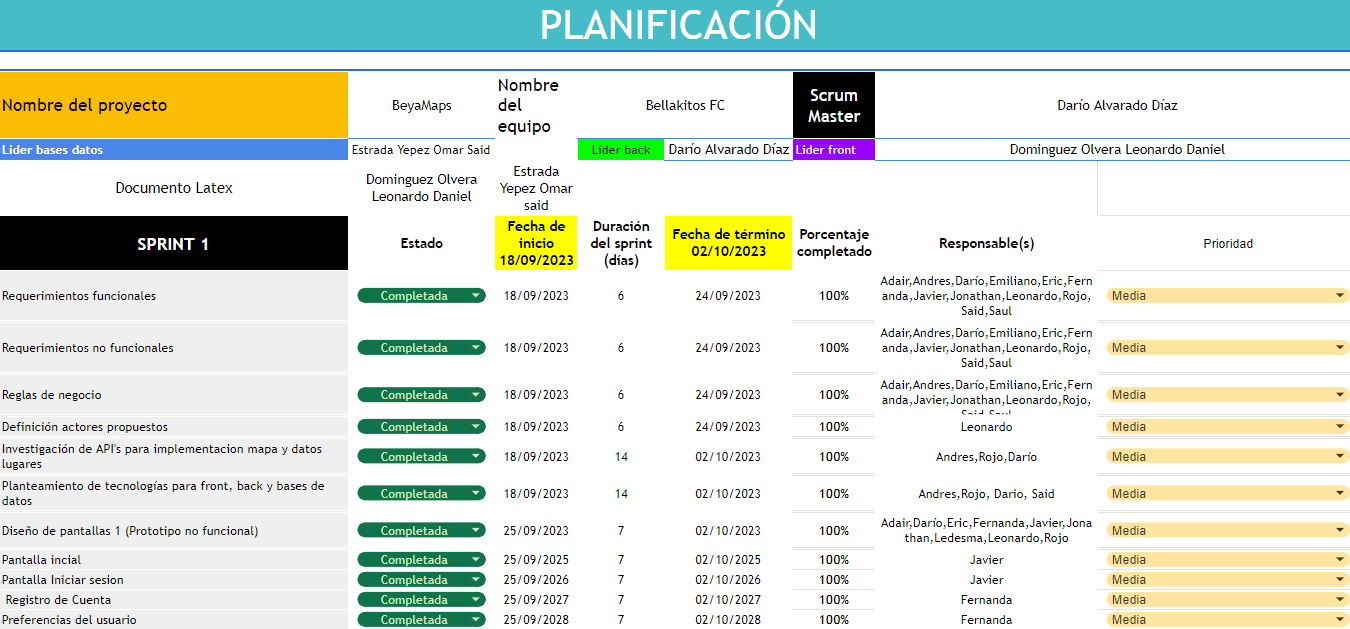 PLANIFICACIÓN
Nombre del proyecto
BeyaMaps
Nombre
del
equipo
Bellakitos FC
Scrum
Master
Darío Alvarado Díaz
Lider bases datos
Estrada Yepez Omar Said
Lider back
Darío Alvarado Díaz
Lider front
Dominguez Olvera Leonardo Daniel
Documento Latex
Dominguez Olvera
Leonardo Daniel
Estrada
Yepez Omar
said
SPRINT 1
Estado
Fecha de
inicio
18/09/2023
Duración
del sprint
(días)
Fecha de término
02/10/2023
Porcentaje
completado
Responsable(s)
Prioridad
Requerimientos funcionales
Completada
18/09/2023
6
24/09/2023
100%
Adair,Andres,Darío,Emiliano,Eric,Fern
anda,Javier,Jonathan,Leonardo,Rojo,
Said,Saul
Media
Requerimientos no funcionales
Completada
18/09/2023
6
24/09/2023
100%
Adair,Andres,Darío,Emiliano,Eric,Fern
anda,Javier,Jonathan,Leonardo,Rojo,
Said,Saul
Media
Reglas de negocio
Completada
18/09/2023
6
24/09/2023
100%
Adair,Andres,Darío,Emiliano,Eric,Fern
anda,Javier,Jonathan,Leonardo,Rojo,
Said,Saul
Media
Definición actores propuestos
Completada
18/09/2023
6
24/09/2023
100%
Leonardo
Media
Investigación de API's para implementacion mapa y datos
lugares
Completada
18/09/2023
14
02/10/2023
100%
Andres,Rojo,Darío
Media
Planteamiento de tecnologías para front, back y bases de
datos
Completada
18/09/2023
14
02/10/2023
100%
Andres,Rojo, Dario, Said
Media
Diseño de pantallas 1 (Prototipo no funcional)
Completada
25/09/2023
7
02/10/2023
100%
Adair,Darío,Eric,Fernanda,Javier,Jona
than,Ledesma,Leonardo,Rojo
Media
Pantalla incial
Completada
25/09/2025
7
02/10/2025
100%
Javier
Media
Pantalla Iniciar sesion
Completada
25/09/2026
7
02/10/2026
100%
Javier
Media
Registro de Cuenta
Completada
25/09/2027
7
02/10/2027
100%
Fernanda
Media
Preferencias del usuario
Completada
25/09/2028
7
02/10/2028
100%
Fernanda
Media